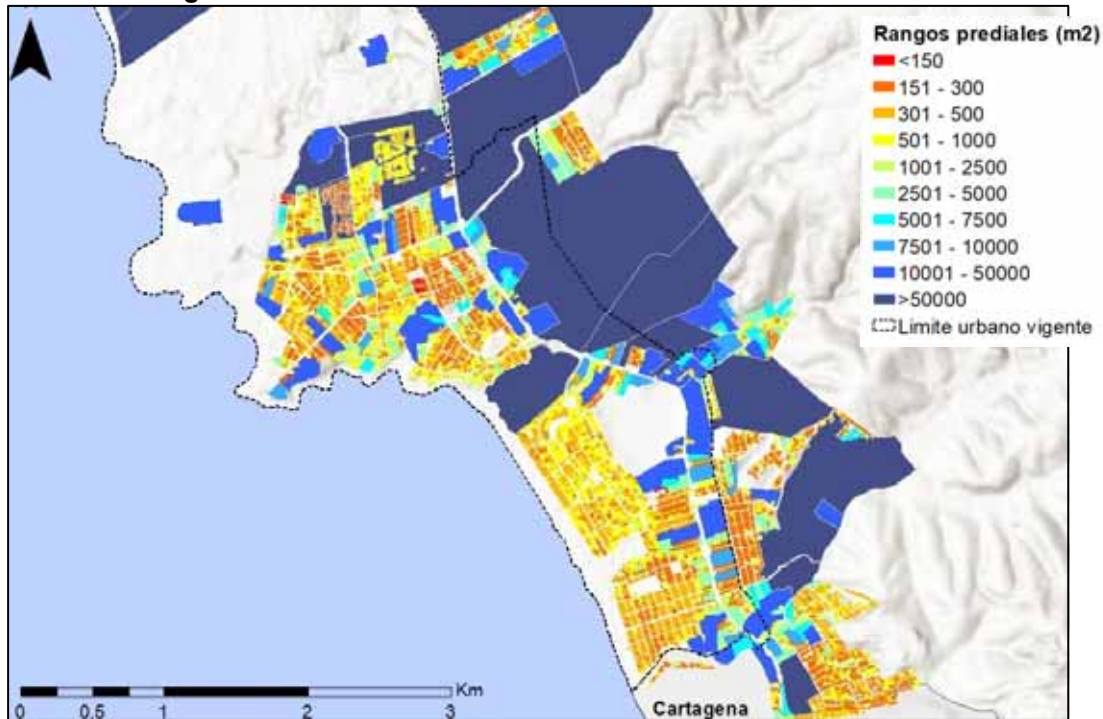 Rangos prediales (m2)
<150
151 - 300
301 - 500
501 - 1000
1001 - 2500
2501 - 5000
5001 - 7500
7501 - 10000
10001 - 50000
>50000
Limite urbano vigente
Km
0 0.5 1 2 3
Cartagena